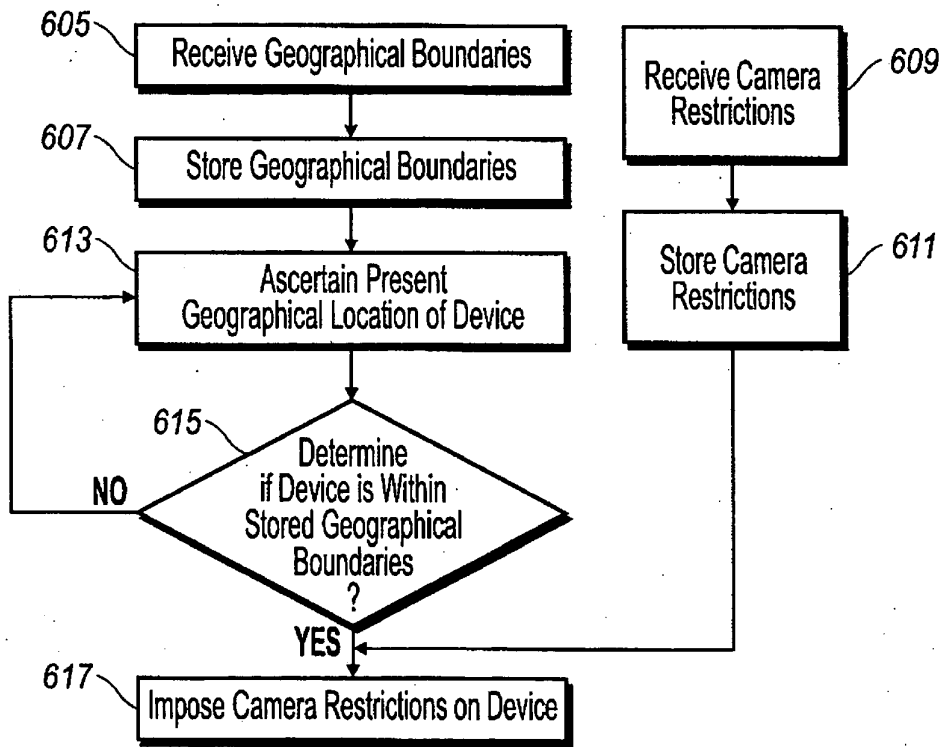 605
Receive Geographical Boundaries
607
Store Geographical Boundaries
609
Receive Camera
Restrictions
611
Store Camera
Restrictions
613
Ascertain Present
Geographical Location of Device
615
Determine
if Device is Within
Stored Geographical
Boundaries
?
NO
YES
617
Impose Camera Restrictions on Device